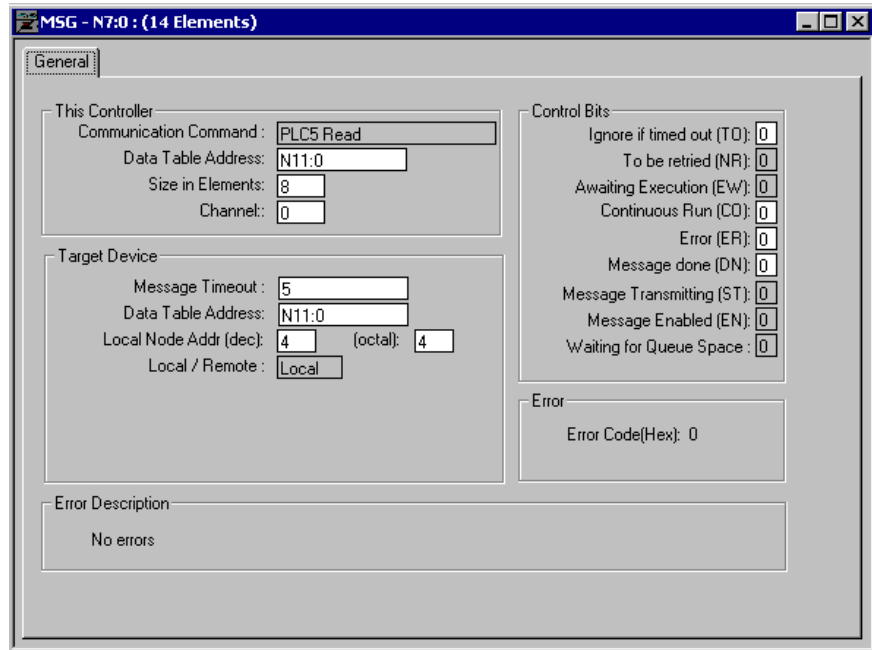 MSG - N7:0 : (14 Elements)
General
This Controller
Communication Command : PLC5 Read
Data Table Address: N11:0
Size in Elements: 8
Channel:: 0
Target Device
Message Timeout : 5
Data Table Address: N11:0
Local Node Addr (dec): 4 (octal): 4
Local / Remote : Local
Control Bits
Ignore if timed out (TO): 0
To be retried (NR): 0
Awaiting Execution (EW): 0
Continuous Run (CO): 0
Error (ER): 0
Message done (DN): 0
Message Transmitting (ST): 0
Message Enabled (EN): 0
Waiting for Queue Space : 0
Error
Error Code(Hex): 0
Error Description
No errors